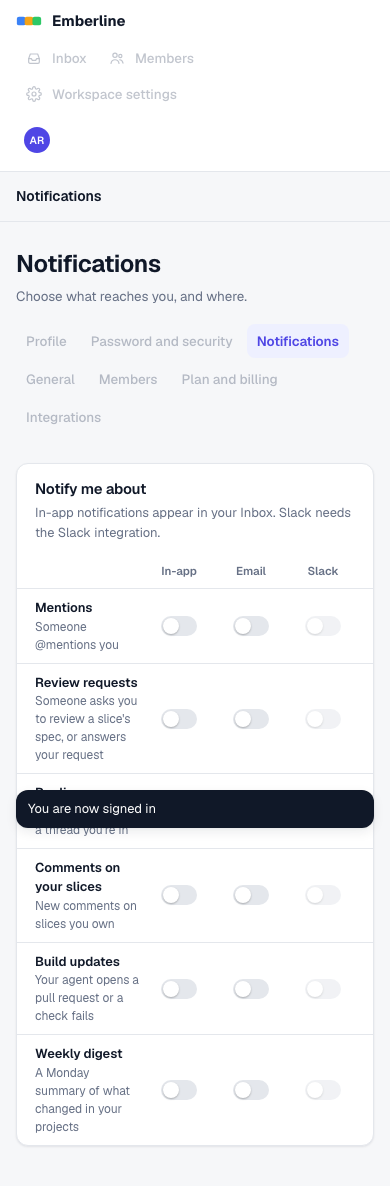 Emberline
Inbox
Members
Workspace settings
AR
Notifications
Notifications
Choose what reaches you, and where.
Profile
Password and security
Notifications
General
Members
Plan and billing
Integrations
Notify me about
In-app notifications appear in your Inbox. Slack needs
the Slack integration.
In-app
Email
Slack
Mentions
Someone
@mentions you
Review requests
Someone asks you
to review a slice's
spec, or answers
your request
You are now signed in
a thread you're in
Comments on
your slices
New comments on
slices you own
Build updates
Your agent opens a
pull request or a
check fails
Weekly digest
A Monday
summary of what
changed in your
projects